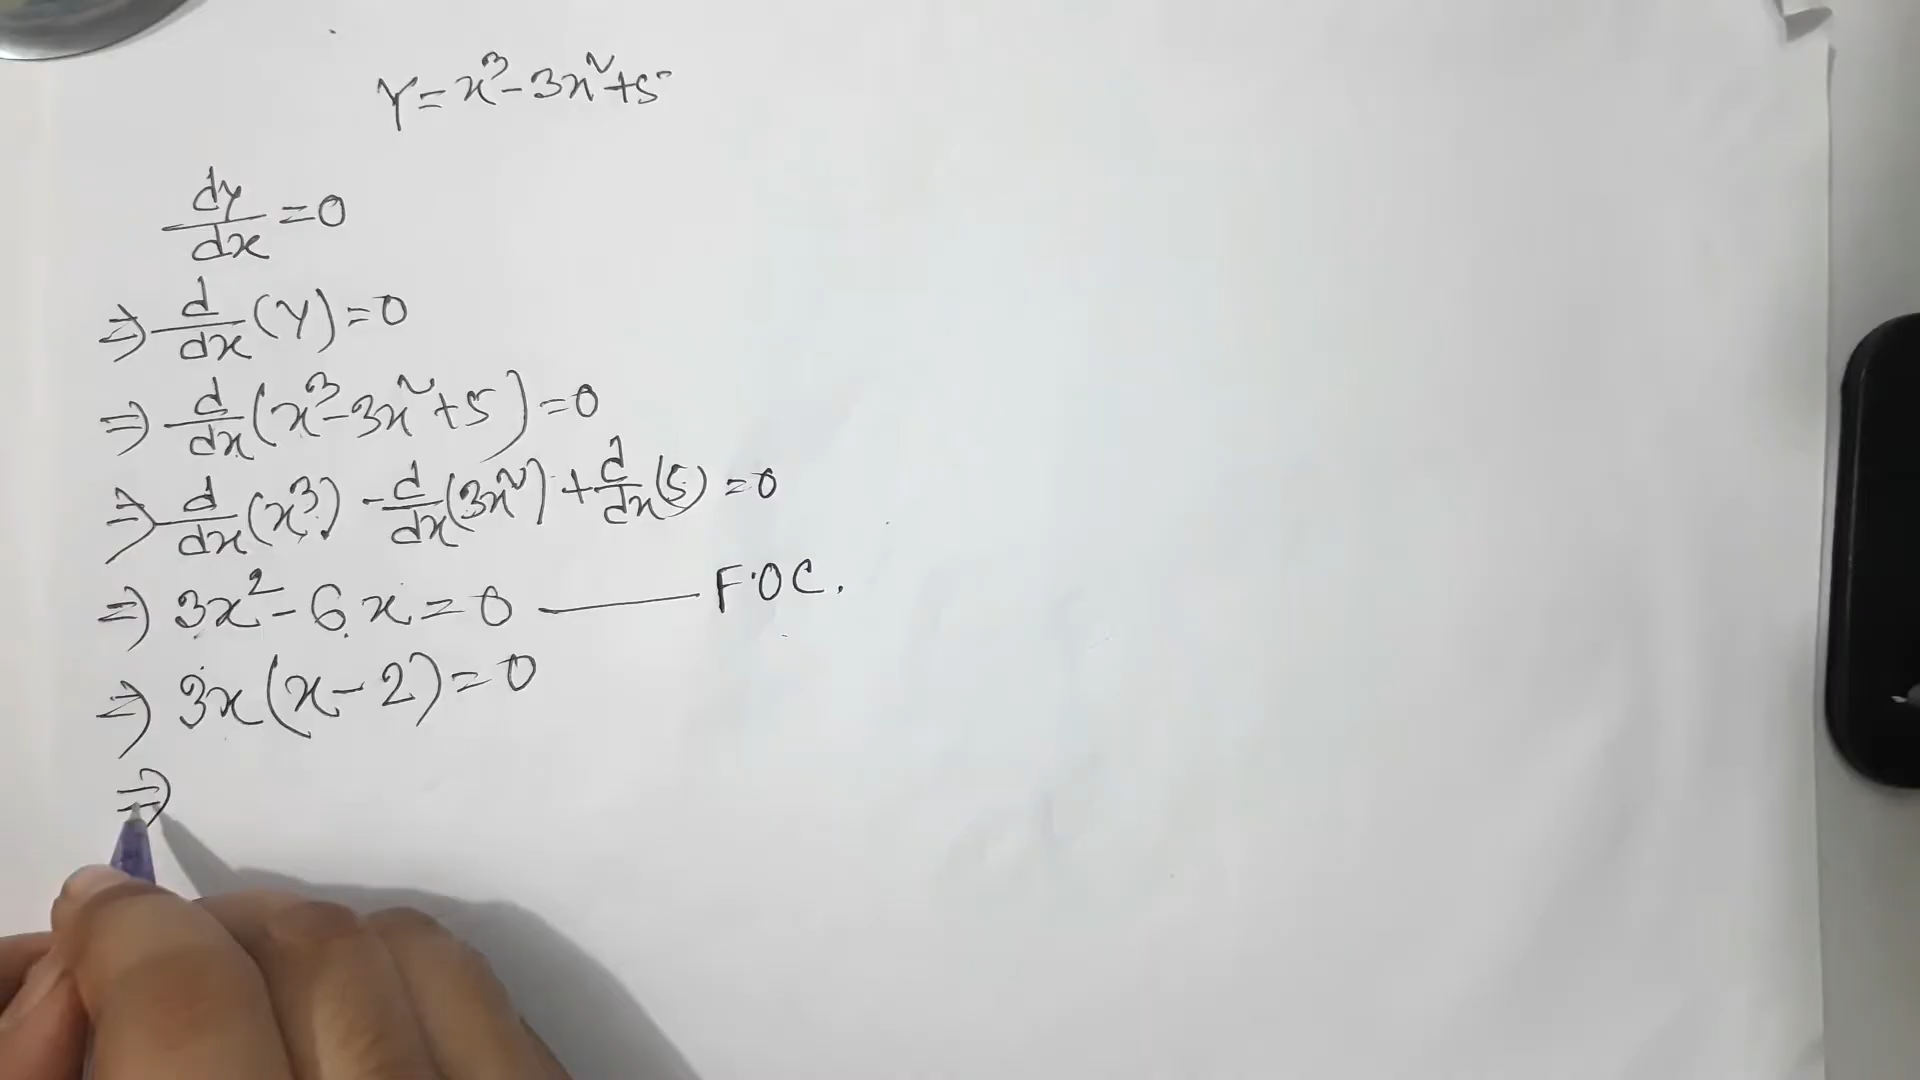 Y = x³ - 3x² + 5
dy/dx = 0
⇒ d/dx (Y) = 0
⇒ d/dx (x³ - 3x² + 5) = 0
⇒ d/dx (x³) - d/dx (3x²) + d/dx (5) = 0
⇒ 3x² - 6x = 0 —— F.O.C.
⇒ 3x (x - 2) = 0
⇒